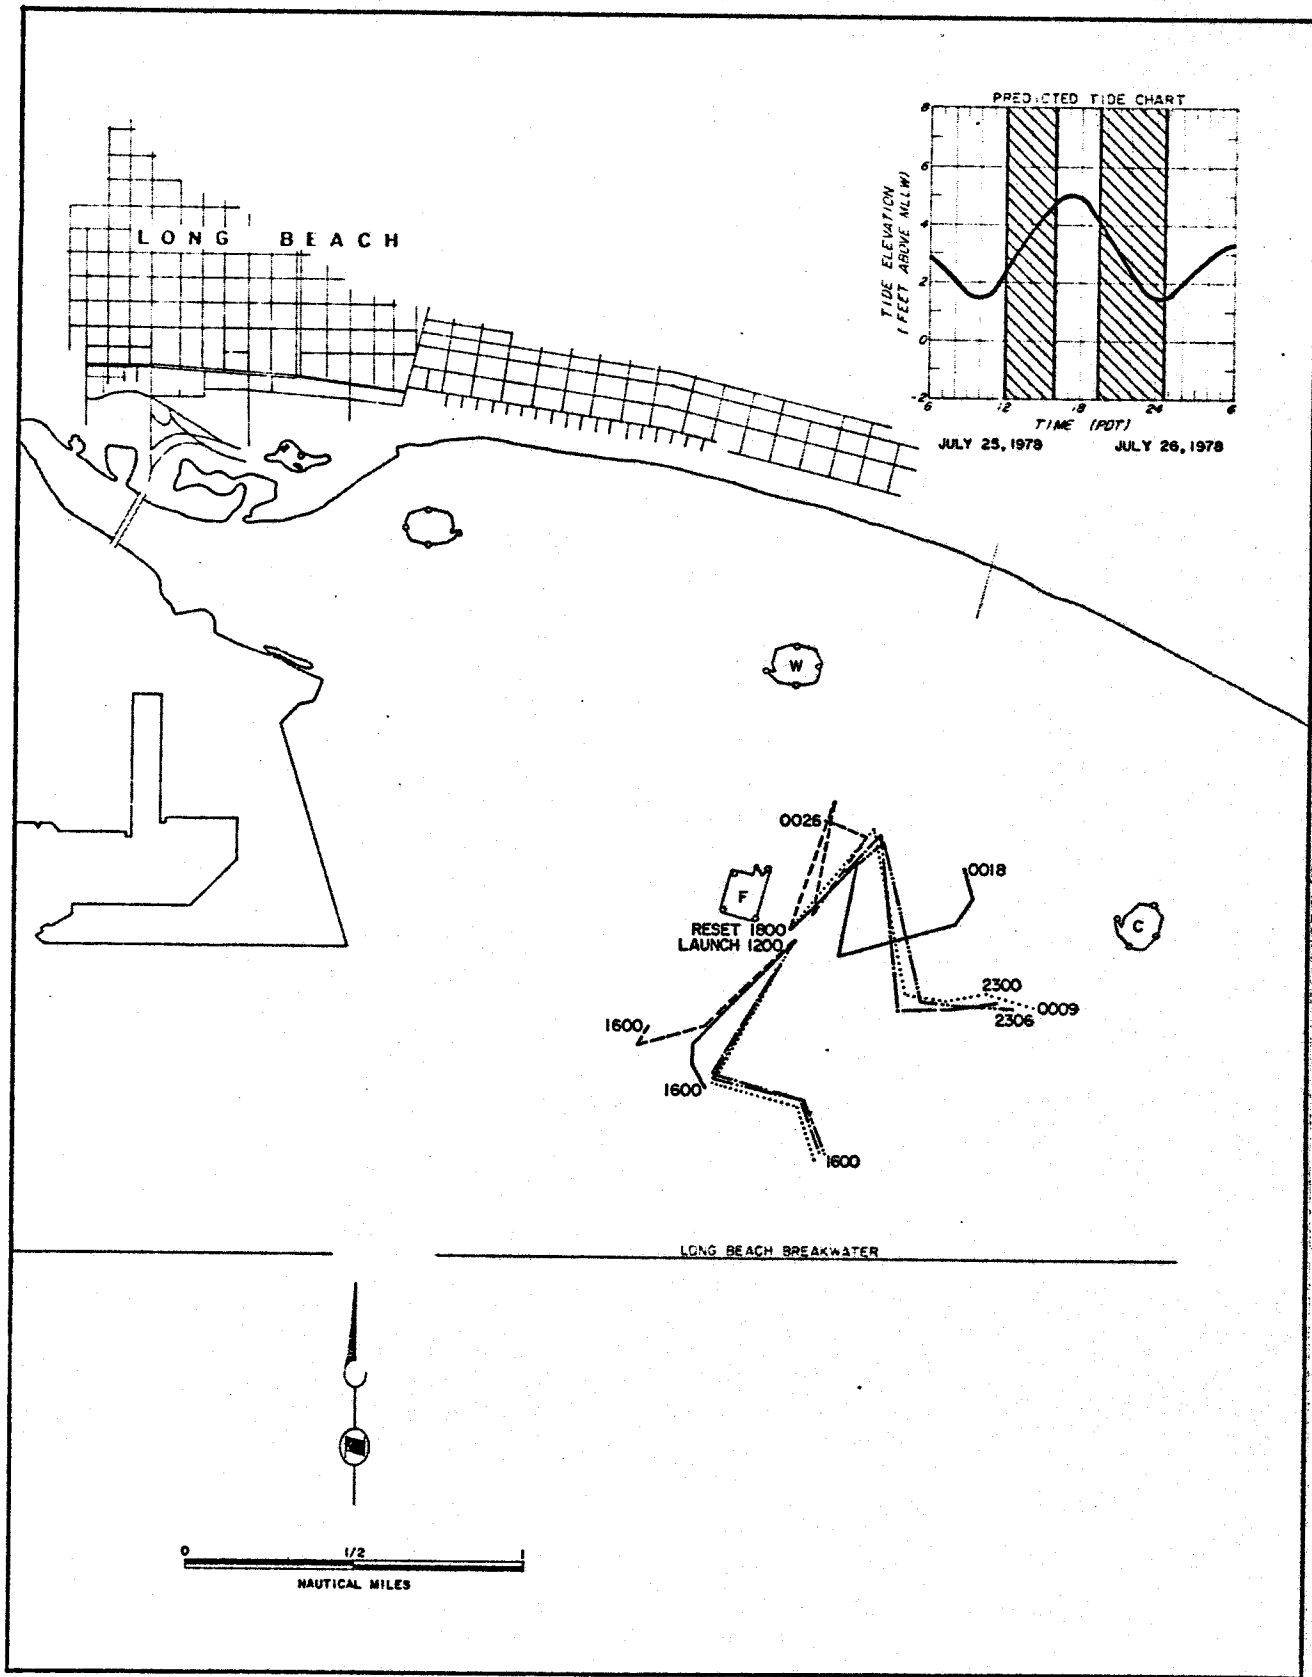 PREDICTED TIDE CHART
8
6
4
2
0
-2
TIDE ELEVATION
(FEET ABOVE MLLW)
6 12 18 24 6
TIME (PDT)
JULY 25, 1978 JULY 26, 1978
LONG BEACH
W
0026
F
0018
C
RESET 1800
LAUNCH 1200
2300
0009
2306
1600
1600
1600
LONG BEACH BREAKWATER
0 1/2 1
NAUTICAL MILES